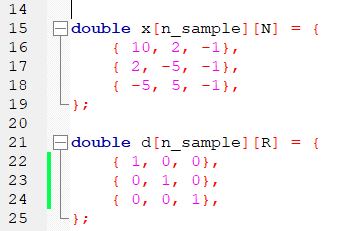 14
15 double x[n_sample][N] = {
16 { 10, 2, -1},
17 { 2, -5, -1},
18 { -5, 5, -1},
19 };
20
21 double d[n_sample][R] = {
22 { 1, 0, 0},
23 { 0, 1, 0},
24 { 0, 0, 1},
25 };